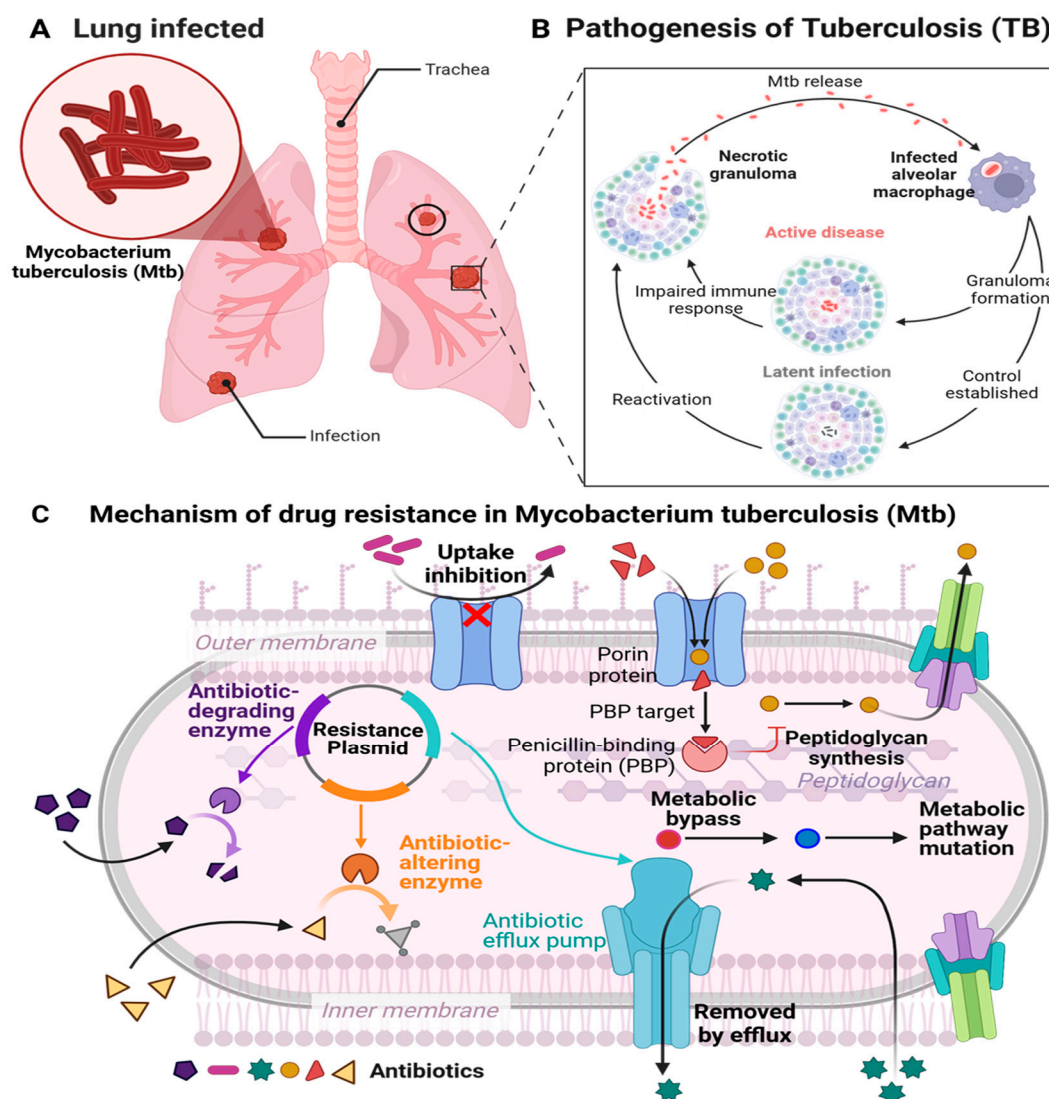 A Lung infected
Trachea
Mycobacterium
tuberculosis (Mtb)
Infection
B Pathogenesis of Tuberculosis (TB)
Mtb release
Necrotic
granuloma
Infected
alveolar
macrophage
Active disease
Impaired immune
response
Granuloma
formation
Latent infection
Reactivation
Control
established
C Mechanism of drug resistance in Mycobacterium tuberculosis (Mtb)
Uptake
inhibition
Outer membrane
Porin
protein
Antibiotic-
degrading
enzyme
Resistance
Plasmid
PBP target
Penicillin-binding
protein (PBP)
Peptidoglycan
synthesis
Peptidoglycan
Metabolic
bypass
Metabolic
pathway
mutation
Antibiotic-
altering
enzyme
Antibiotic
efflux pump
Inner membrane
Removed
by efflux
Antibiotics